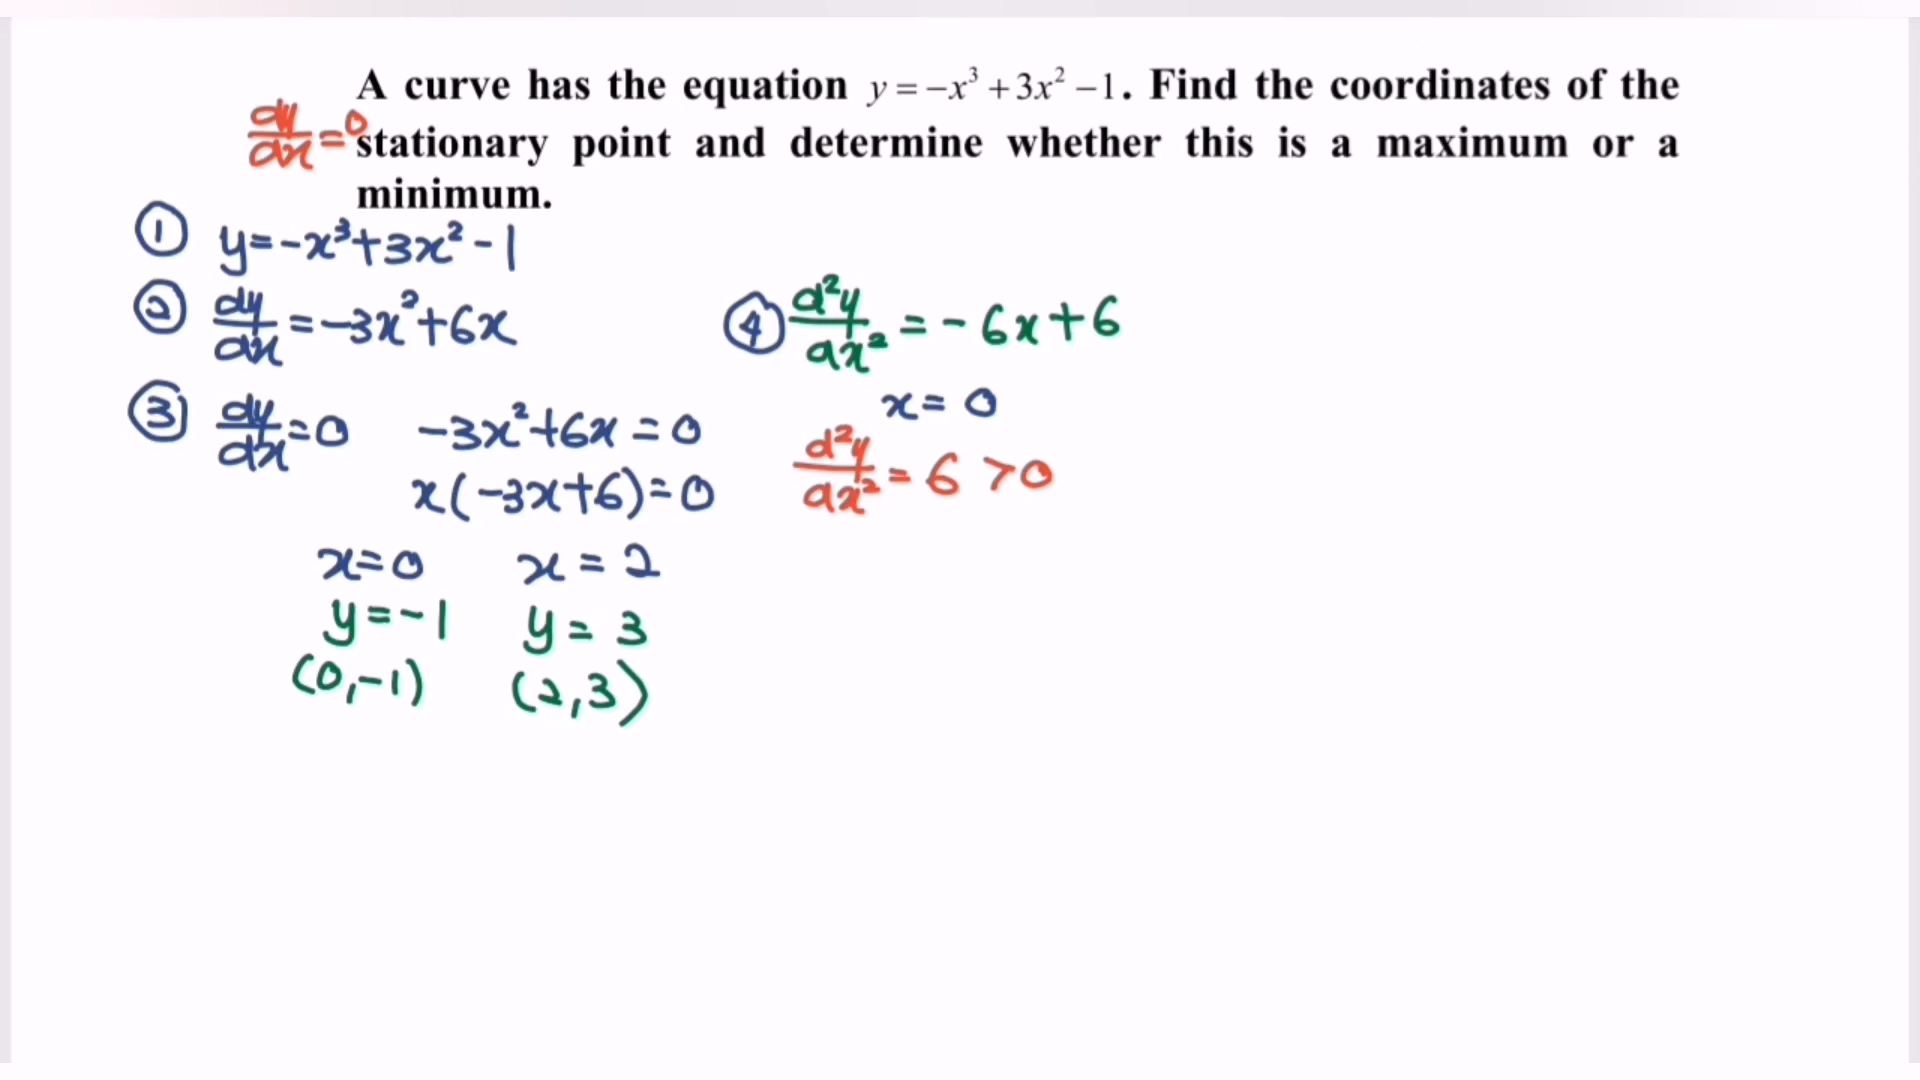 A curve has the equation y = −x³ + 3x² − 1. Find the coordinates of the
dy/dx = 0
stationary point and determine whether this is a maximum or a
minimum.
① y = -x³ + 3x² - 1
② dy/dx = -3x² + 6x
③ dy/dx = 0 -3x² + 6x = 0
x(-3x+6) = 0
x = 0 x = 2
y = -1 y = 3
(0,-1) (2,3)
④ d²y/dx² = -6x + 6
x = 0
d²y/dx² = 6 > 0